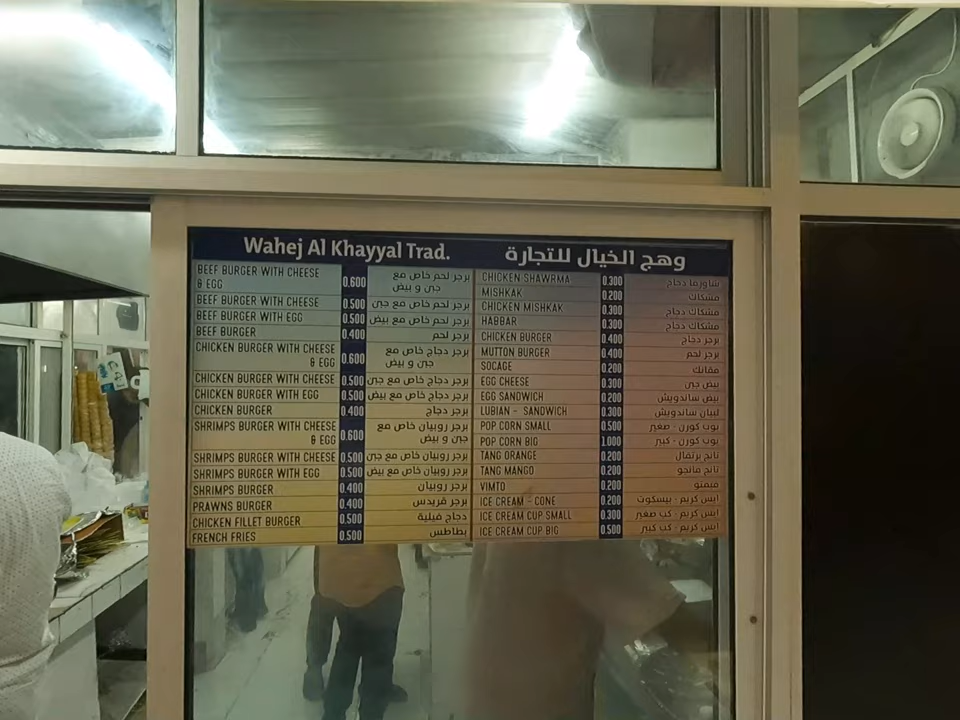 Wahej Al Khayyal Trad. وهج الخيال للتجارة
BEEF BURGER WITH CHEESE & EGG 0.600 برجر لحم خاص مع جبن و بيض
BEEF BURGER WITH CHEESE 0.500 برجر لحم خاص مع جبن
BEEF BURGER WITH EGG 0.500 برجر لحم خاص مع بيض
BEEF BURGER 0.400 برجر لحم
CHICKEN BURGER WITH CHEESE & EGG 0.600 برجر دجاج خاص مع جبن و بيض
CHICKEN BURGER WITH CHEESE 0.500 برجر دجاج خاص مع جبن
CHICKEN BURGER WITH EGG 0.500 برجر دجاج خاص مع بيض
CHICKEN BURGER 0.400 برجر دجاج
SHRIMPS BURGER WITH CHEESE & EGG 0.600 برجر روبيان خاص مع جبن و بيض
SHRIMPS BURGER WITH CHEESE 0.500 برجر روبيان خاص مع جبن
SHRIMPS BURGER WITH EGG 0.500 برجر روبيان خاص مع بيض
SHRIMPS BURGER 0.400 برجر روبيان
PRAWNS BURGER 0.400 برجر قريدس
CHICKEN FILLET BURGER 0.500 دجاج فيلية
FRENCH FRIES 0.500 بطاطس
CHICKEN SHAWRMA 0.300 شاورما دجاج
MISHKAK 0.200 مشكاك
CHICKEN MISHKAK 0.300 مشكاك دجاج
HABBAR 0.300 مشكاك دجاج
CHICKEN BURGER 0.400 برجر دجاج
MUTTON BURGER 0.400 برجر لحم
SOCAGE 0.200 مقانك
EGG CHEESE 0.300 بيض جبن
EGG SANDWICH 0.200 بيض ساندويش
LUBIAN - SANDWICH 0.300 لبيان ساندويش
POP CORN SMALL 0.500 بوب كورن - صغير
POP CORN BIG 1.000 بوب كورن - كبير
TANG ORANGE 0.200 تانج برتقال
TANG MANGO 0.200 تانج مانجو
VIMTO 0.200 فيمتو
ICE CREAM - CONE 0.200 ايس كريم - بيسكوت
ICE CREAM CUP SMALL 0.300 ايس كريم - كب صغير
ICE CREAM CUP BIG 0.500 ايس كريم - كب كبير